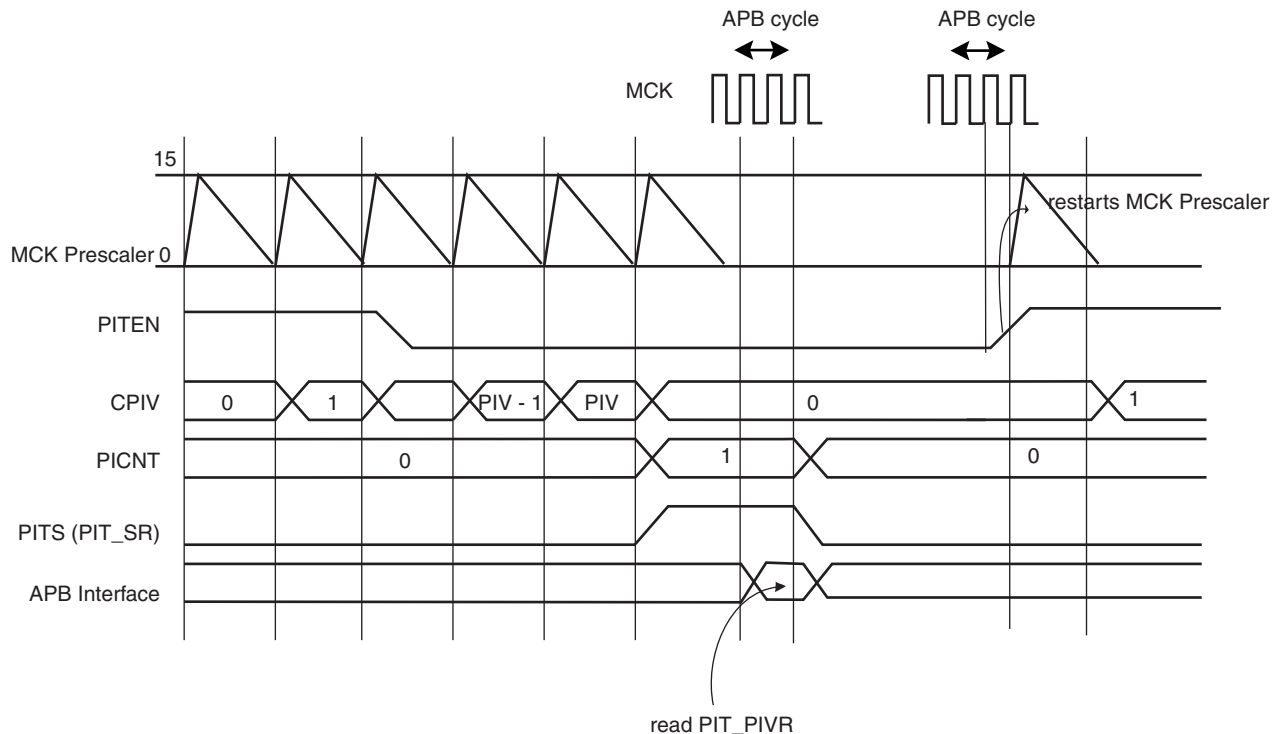 APB cycle
APB cycle
MCK
15
restarts MCK Prescaler
MCK Prescaler 0
PITEN
CPIV
0
1
PIV - 1
PIV
0
1
PICNT
0
1
0
PITS (PIT_SR)
APB Interface
read PIT_PIVR